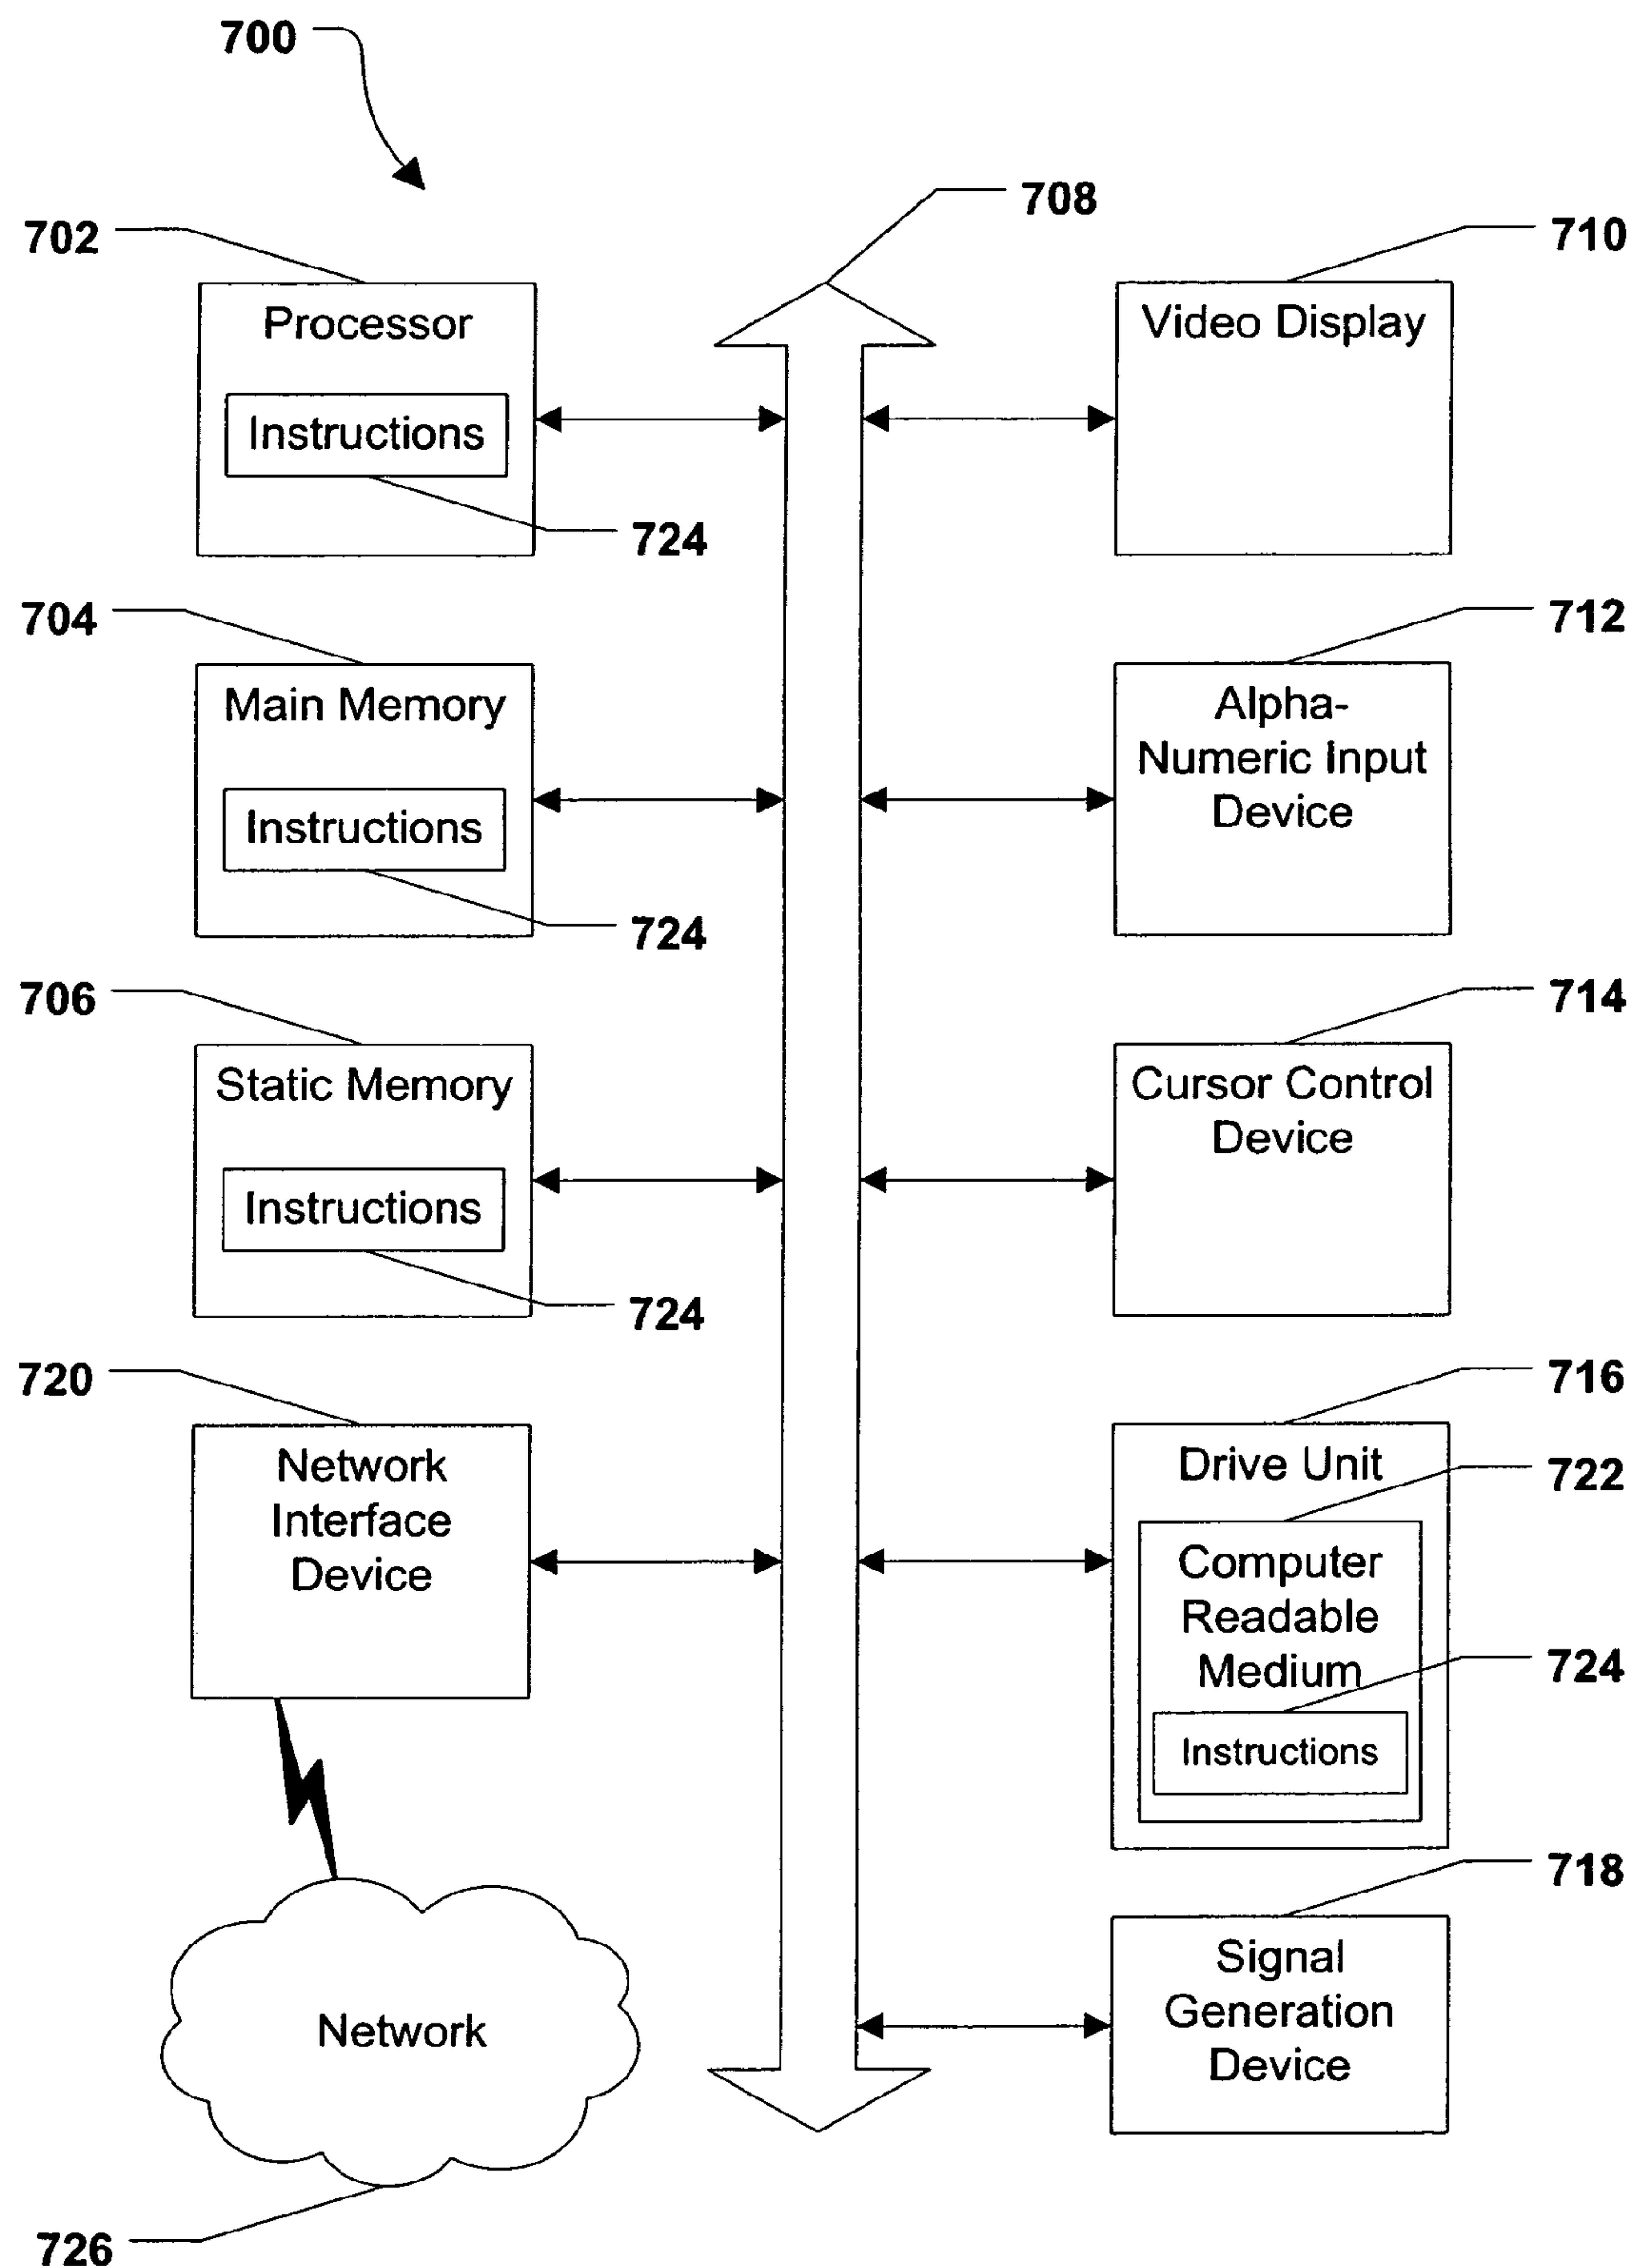 700
708
702
Processor
Instructions
724
710
Video Display
704
Main Memory
Instructions
724
712
Alpha-
Numeric Input
Device
706
Static Memory
Instructions
724
714
Cursor Control
Device
720
Network
Interface
Device
716
Drive Unit
722
Computer
Readable
Medium
724
Instructions
Network
726
718
Signal
Generation
Device